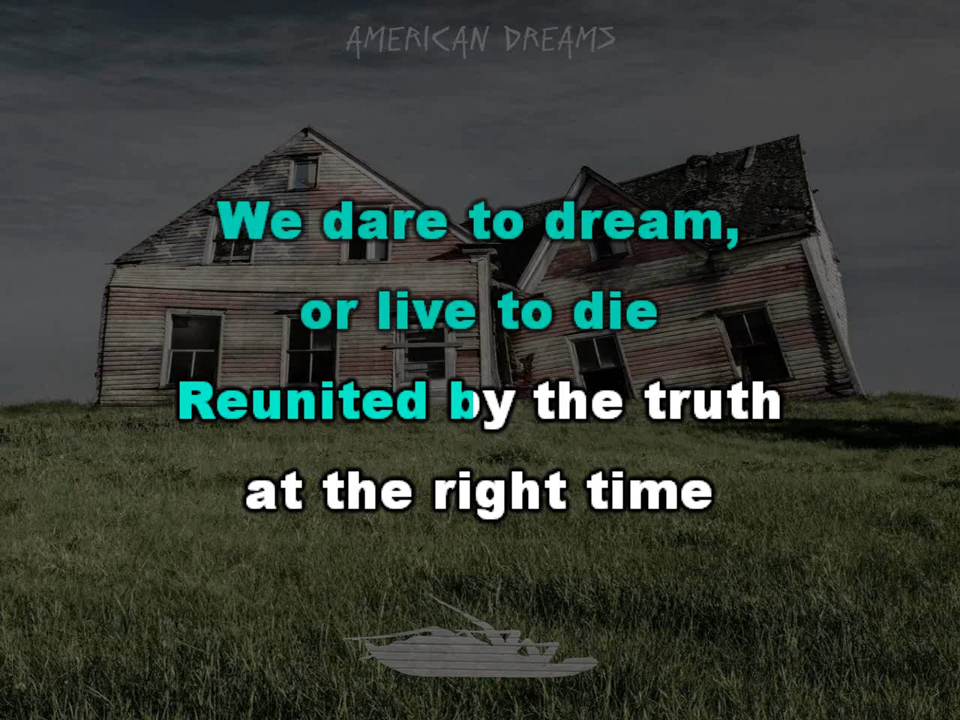 AMERICAN DREAMS
We dare to dream,
or live to die
Reunited by the truth
at the right time